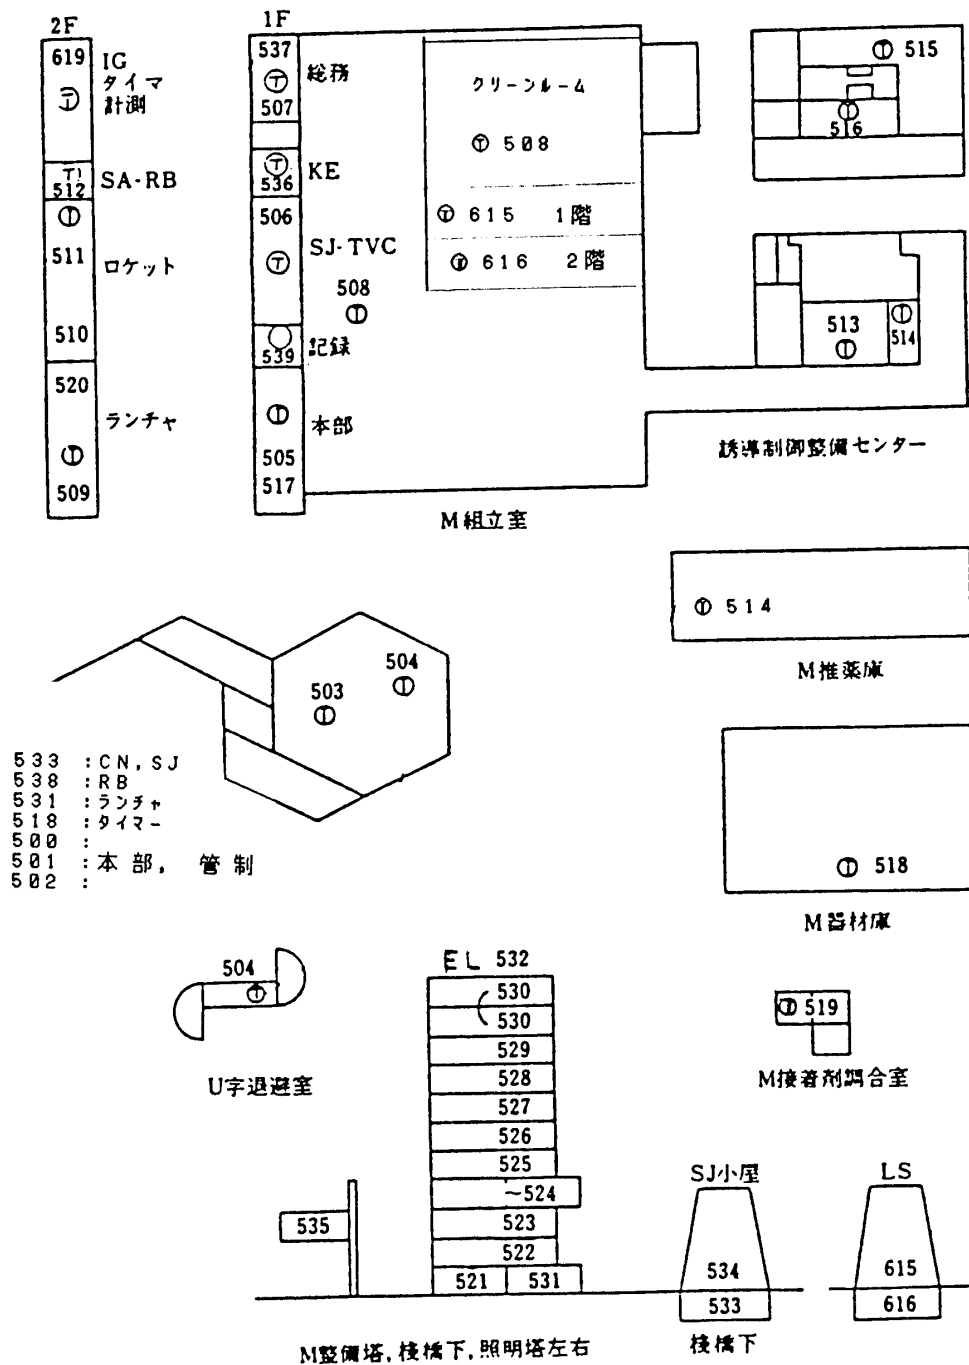 2F
619
IG
タイマ
計測
T
T
512
SA-RB
T
511
ロケット
510
520
ランチャ
T
509
1F
537
総務
T
507
T
536
KE
506
SJ-TVC
T
508
T
539
記録
T
本部
505
517
クリーンルーム
T 508
T 615 1階
616 2階
M組立室
T 515
T
516
513
T
T
514
誘導制御整備センター
T 514
M推薬庫
504
T
503
T
533 :CN,SJ
538 :RB
531 :ランチャ
518 :タイマー
500 :
501 :本部, 管制
502 :
T 518
M器材庫
504
T
U字退避室
EL 532
530
530
529
528
527
526
525
~524
523
522
521 531
535
M整備塔,桟橋下,照明塔左右
T 519
M接着剤調合室
SJ小屋
534
533
桟橋下
LS
615
616